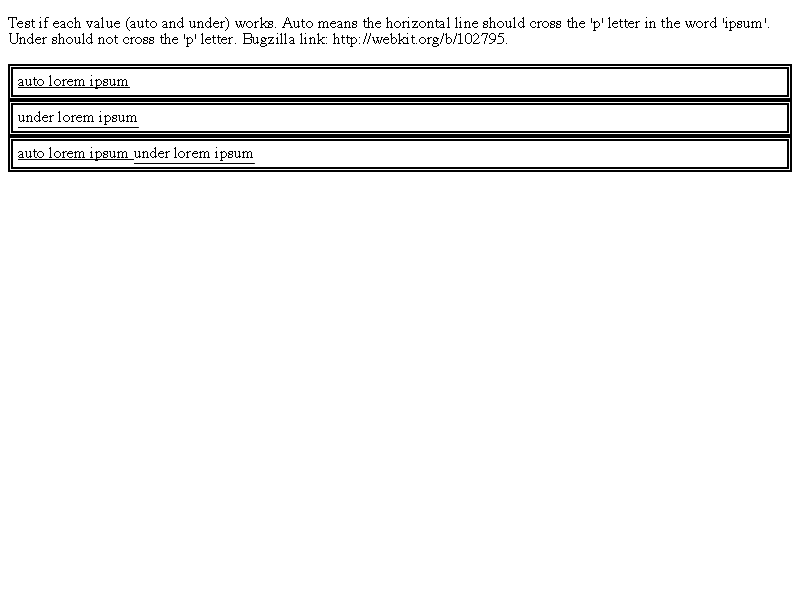 Test if each value (auto and under) works. Auto means the horizontal line should cross the 'p' letter in the word 'ipsum'.
Under should not cross the 'p' letter. Bugzilla link: http://webkit.org/b/102795.
auto lorem ipsum
under lorem ipsum
auto lorem ipsum under lorem ipsum